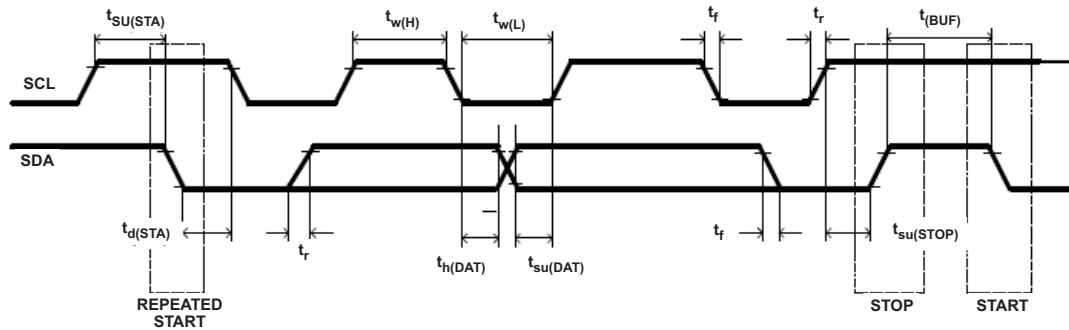 tSU(STA)
tw(H)
tw(L)
tf
tr
t(BUF)
SCL
SDA
td(STA)
tr
th(DAT)
tsu(DAT)
tf
tsu(STOP)
REPEATED
START
STOP
START